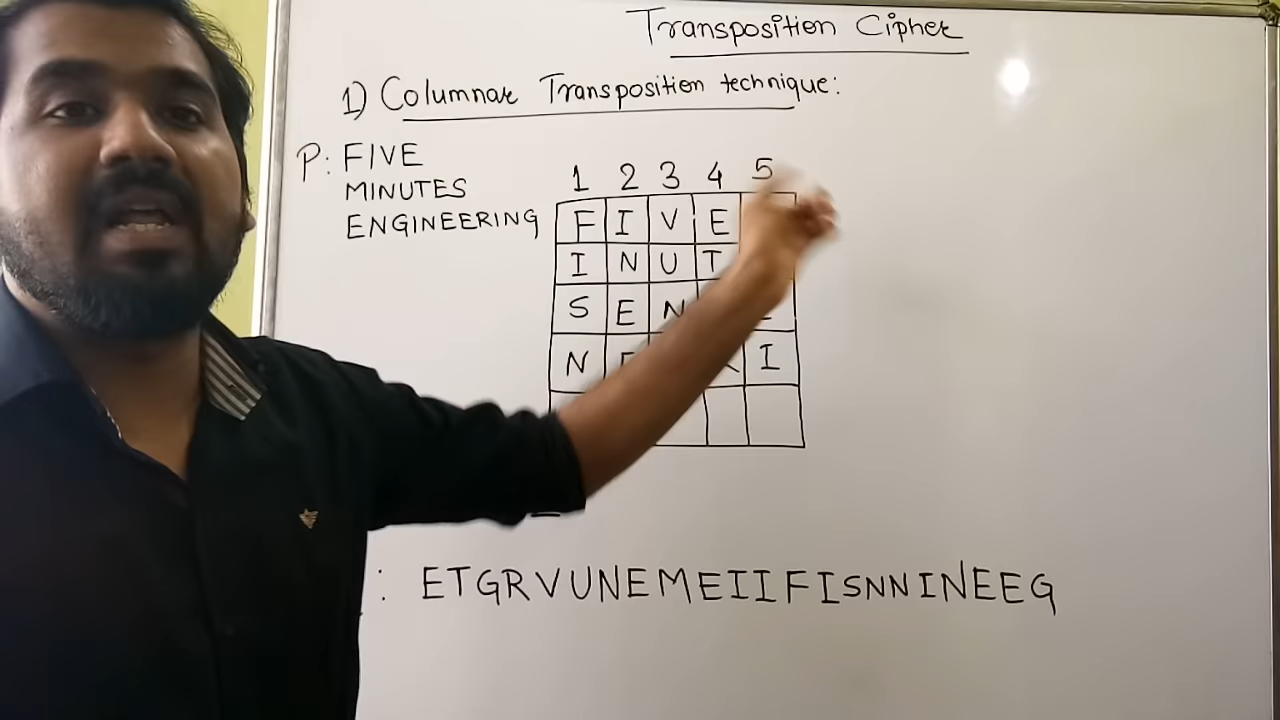 Transposition Cipher
1) Columnar Transposition technique:
P: FIVE
MINUTES
ENGINEERING
1 2 3 4 5
F I V E
I N U T
S E N
N I
: ETGRVUNEMEIIFISNNINEEG